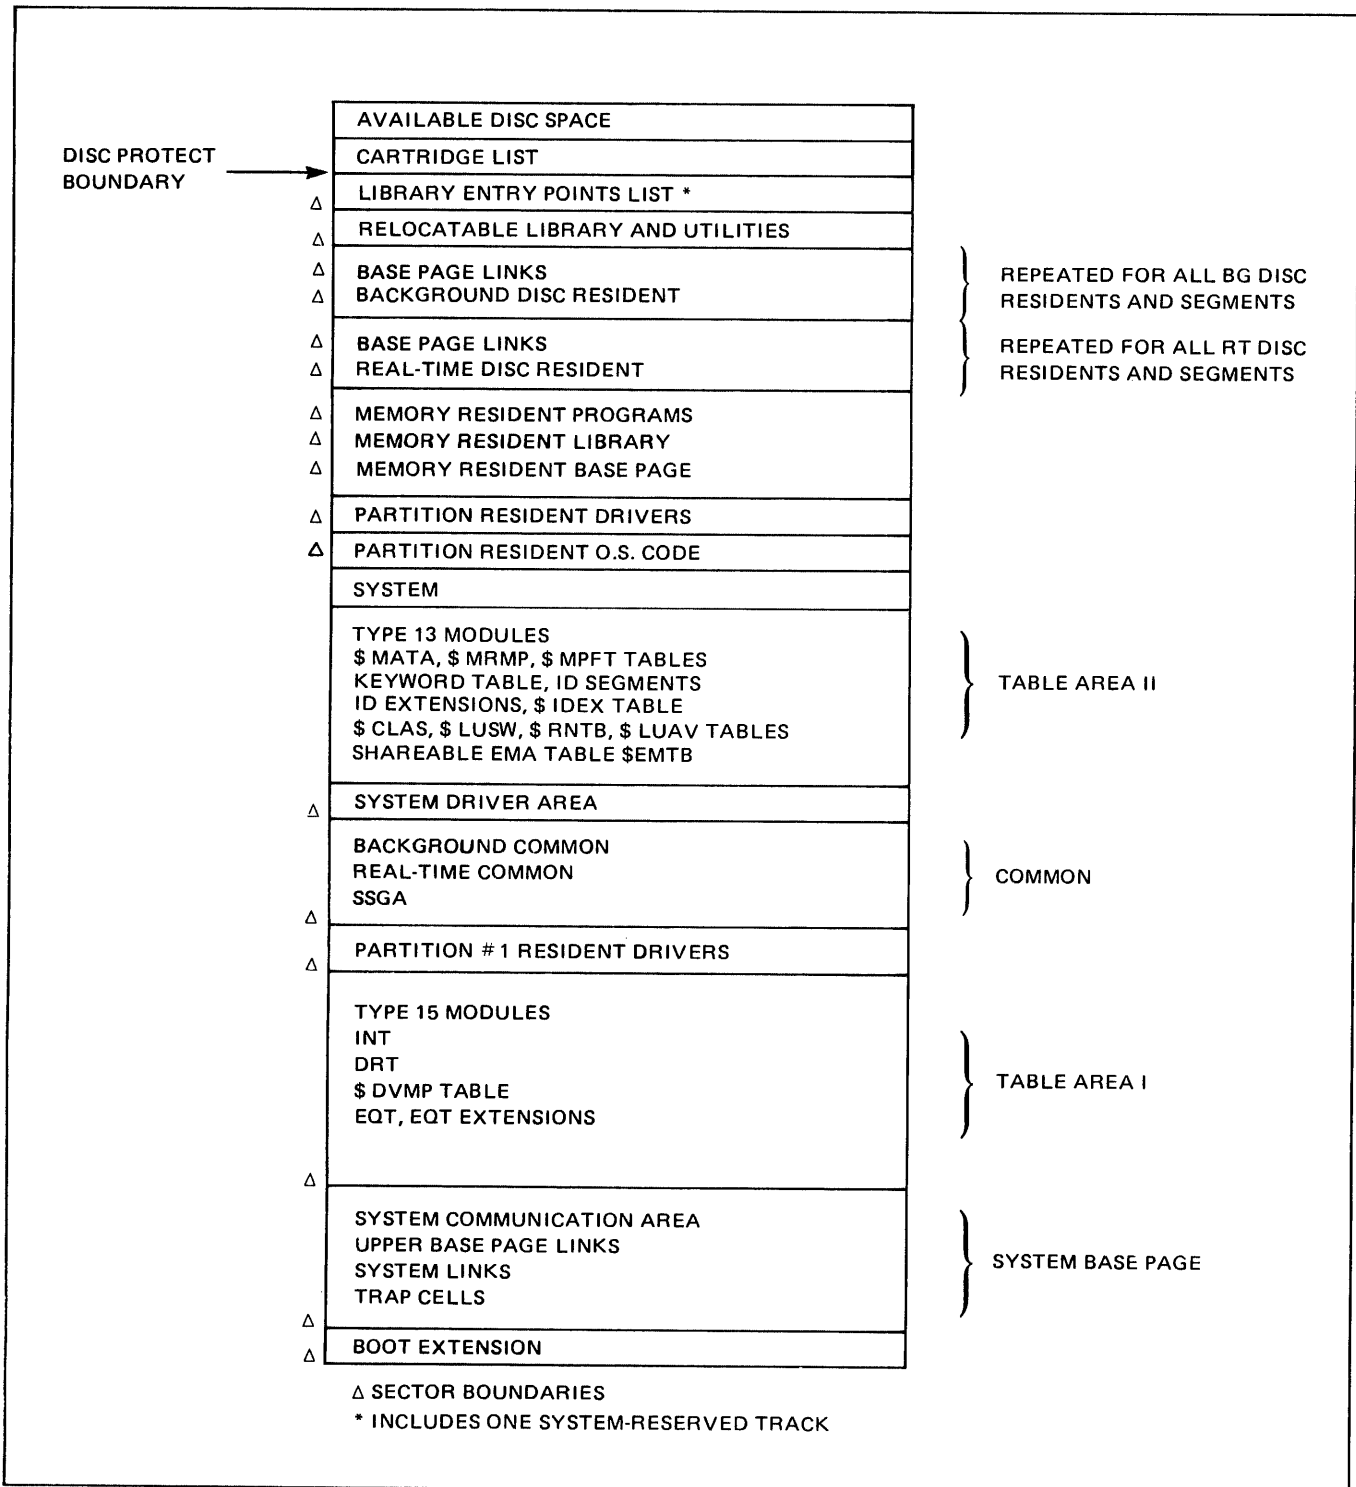 AVAILABLE DISC SPACE
DISC PROTECT
BOUNDARY
CARTRIDGE LIST
LIBRARY ENTRY POINTS LIST *
Δ
RELOCATABLE LIBRARY AND UTILITIES
Δ
Δ BASE PAGE LINKS
Δ BACKGROUND DISC RESIDENT
REPEATED FOR ALL BG DISC
RESIDENTS AND SEGMENTS
Δ BASE PAGE LINKS
Δ REAL-TIME DISC RESIDENT
REPEATED FOR ALL RT DISC
RESIDENTS AND SEGMENTS
Δ MEMORY RESIDENT PROGRAMS
Δ MEMORY RESIDENT LIBRARY
Δ MEMORY RESIDENT BASE PAGE
Δ PARTITION RESIDENT DRIVERS
Δ PARTITION RESIDENT O.S. CODE
SYSTEM
TYPE 13 MODULES
$ MATA, $ MRMP, $ MPFT TABLES
KEYWORD TABLE, ID SEGMENTS
ID EXTENSIONS, $ IDEX TABLE
$ CLAS, $ LUSW, $ RNTB, $ LUAV TABLES
SHAREABLE EMA TABLE $EMTB
TABLE AREA II
SYSTEM DRIVER AREA
Δ
BACKGROUND COMMON
REAL-TIME COMMON
SSGA
Δ
COMMON
PARTITION #1 RESIDENT DRIVERS
Δ
TYPE 15 MODULES
INT
DRT
$ DVMP TABLE
EQT, EQT EXTENSIONS
Δ
TABLE AREA I
SYSTEM COMMUNICATION AREA
UPPER BASE PAGE LINKS
SYSTEM LINKS
TRAP CELLS
Δ
SYSTEM BASE PAGE
BOOT EXTENSION
Δ
Δ SECTOR BOUNDARIES
* INCLUDES ONE SYSTEM-RESERVED TRACK